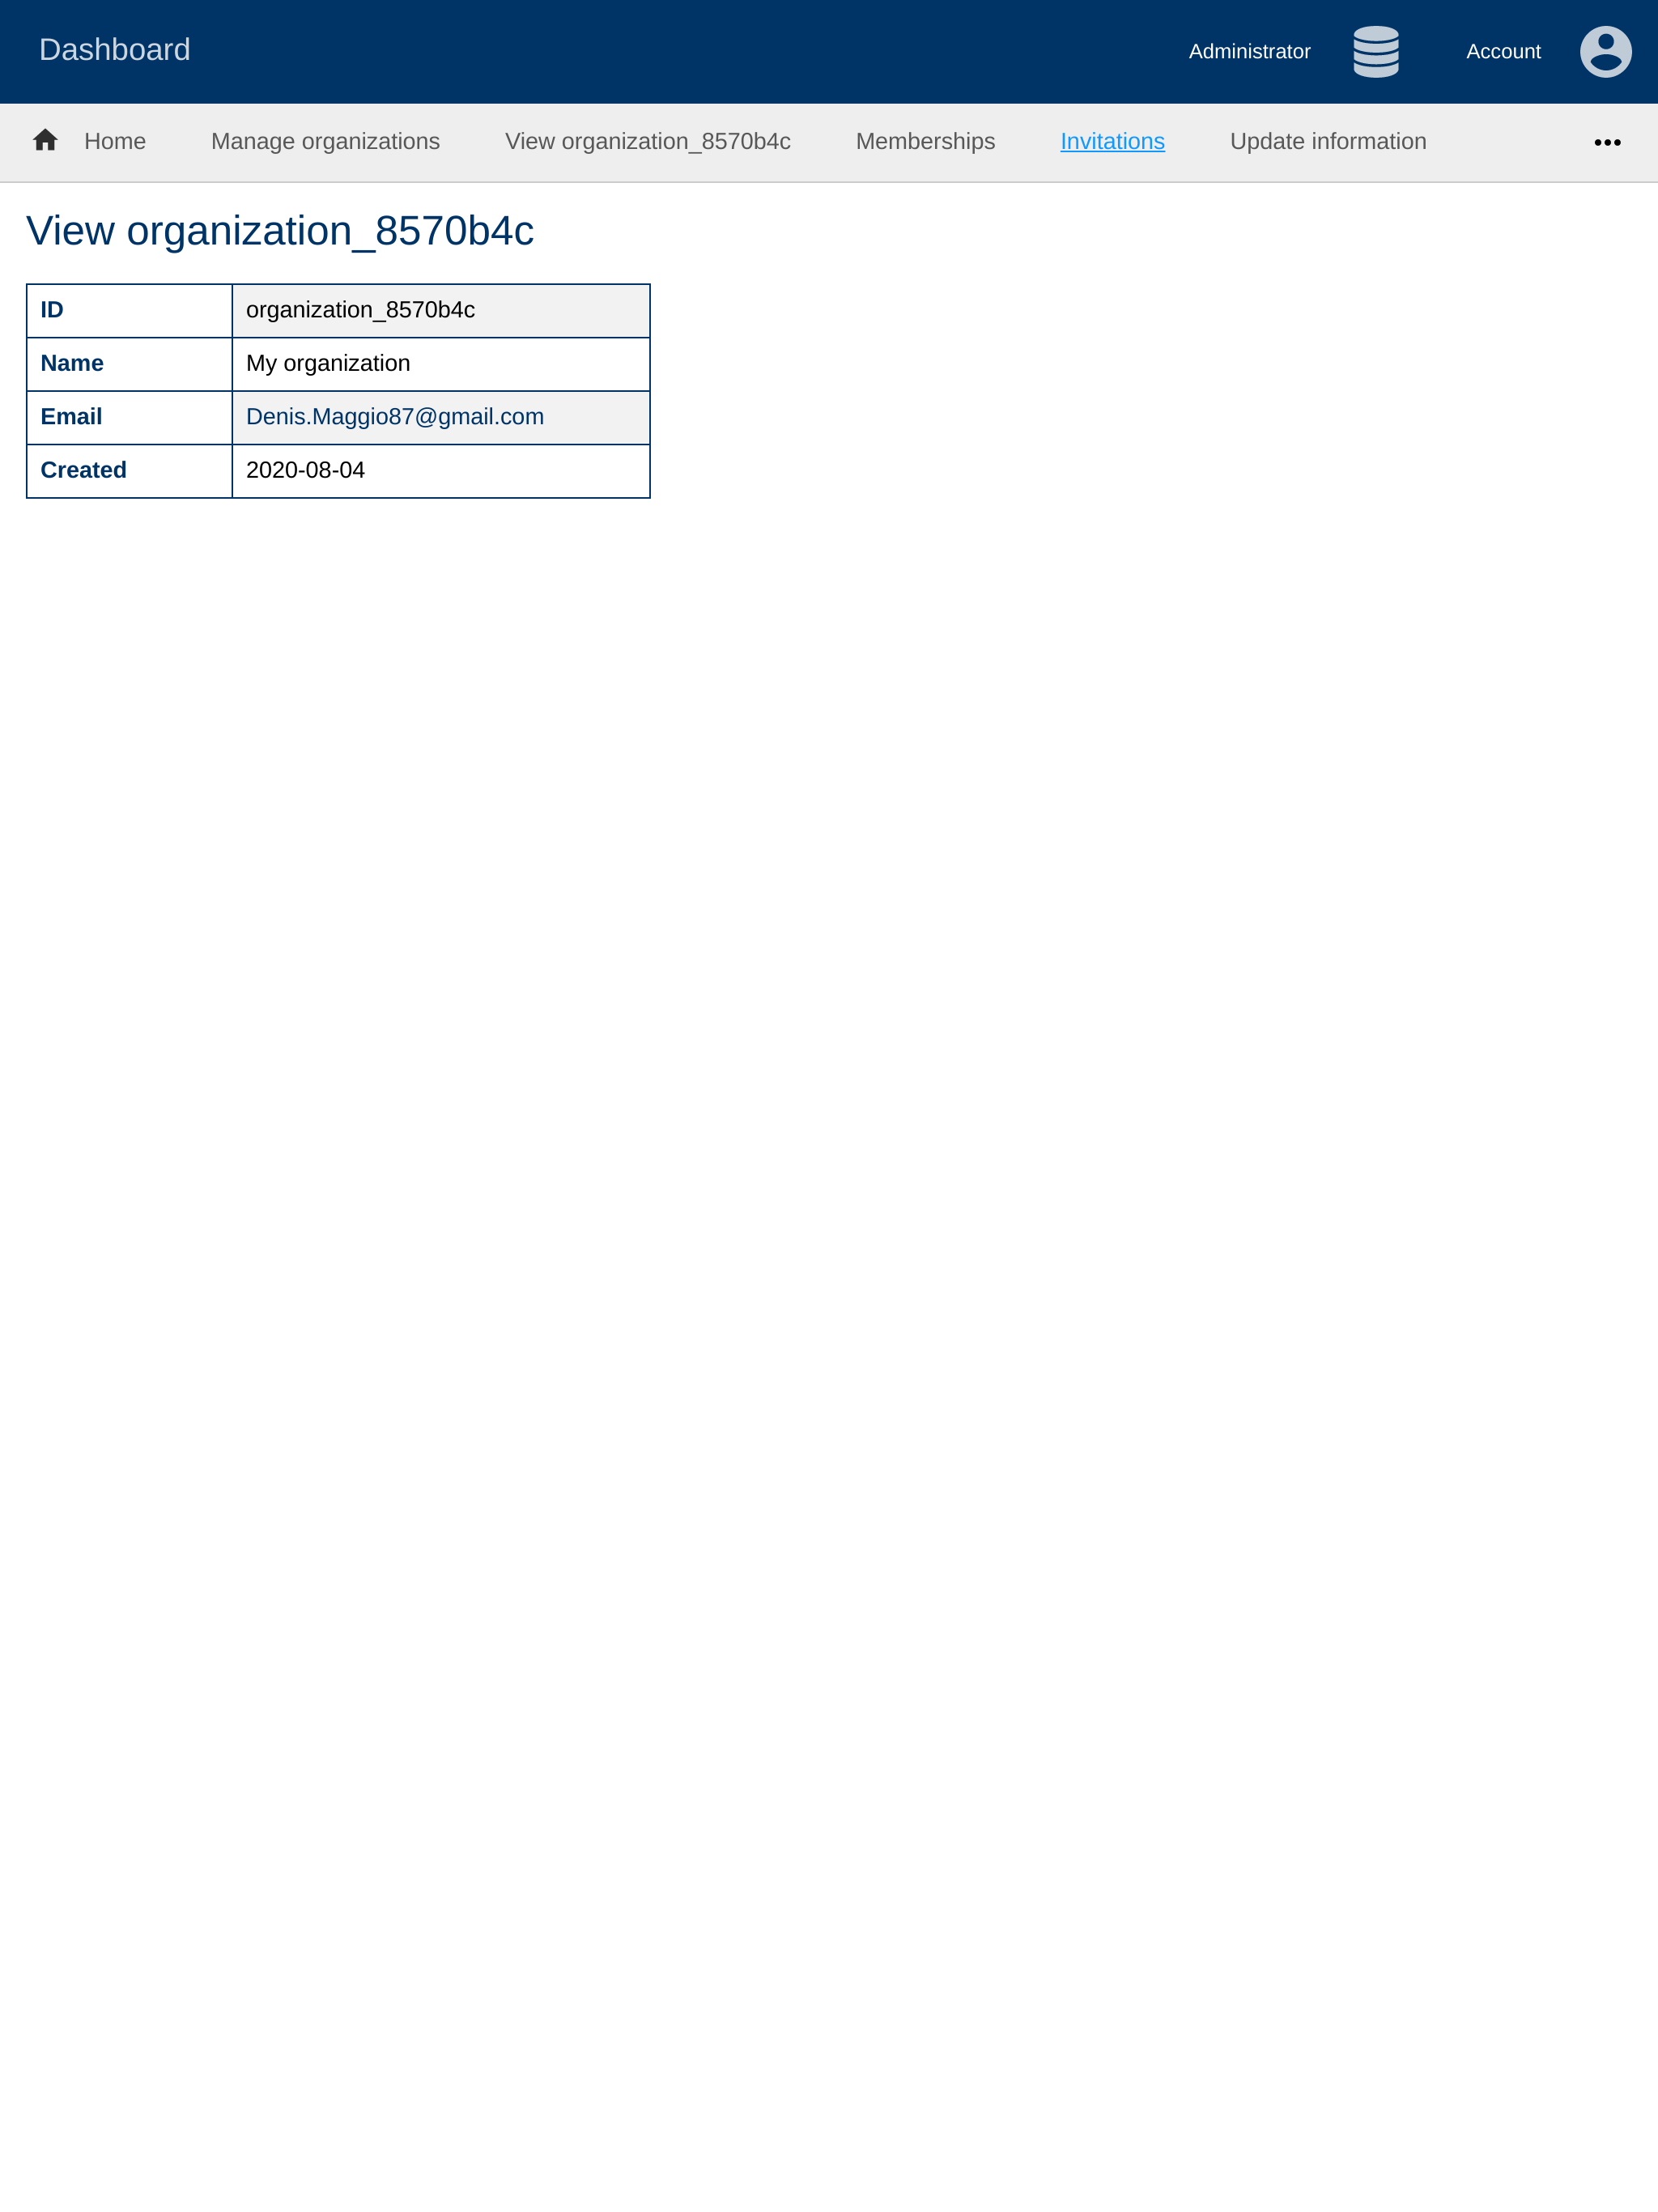 Dashboard Administrator Account
Home Manage organizations View organization_8570b4c Memberships Invitations Update information
View organization_8570b4c
ID organization_8570b4c
Name My organization
Email Denis.Maggio87@gmail.com
Created 2020-08-04